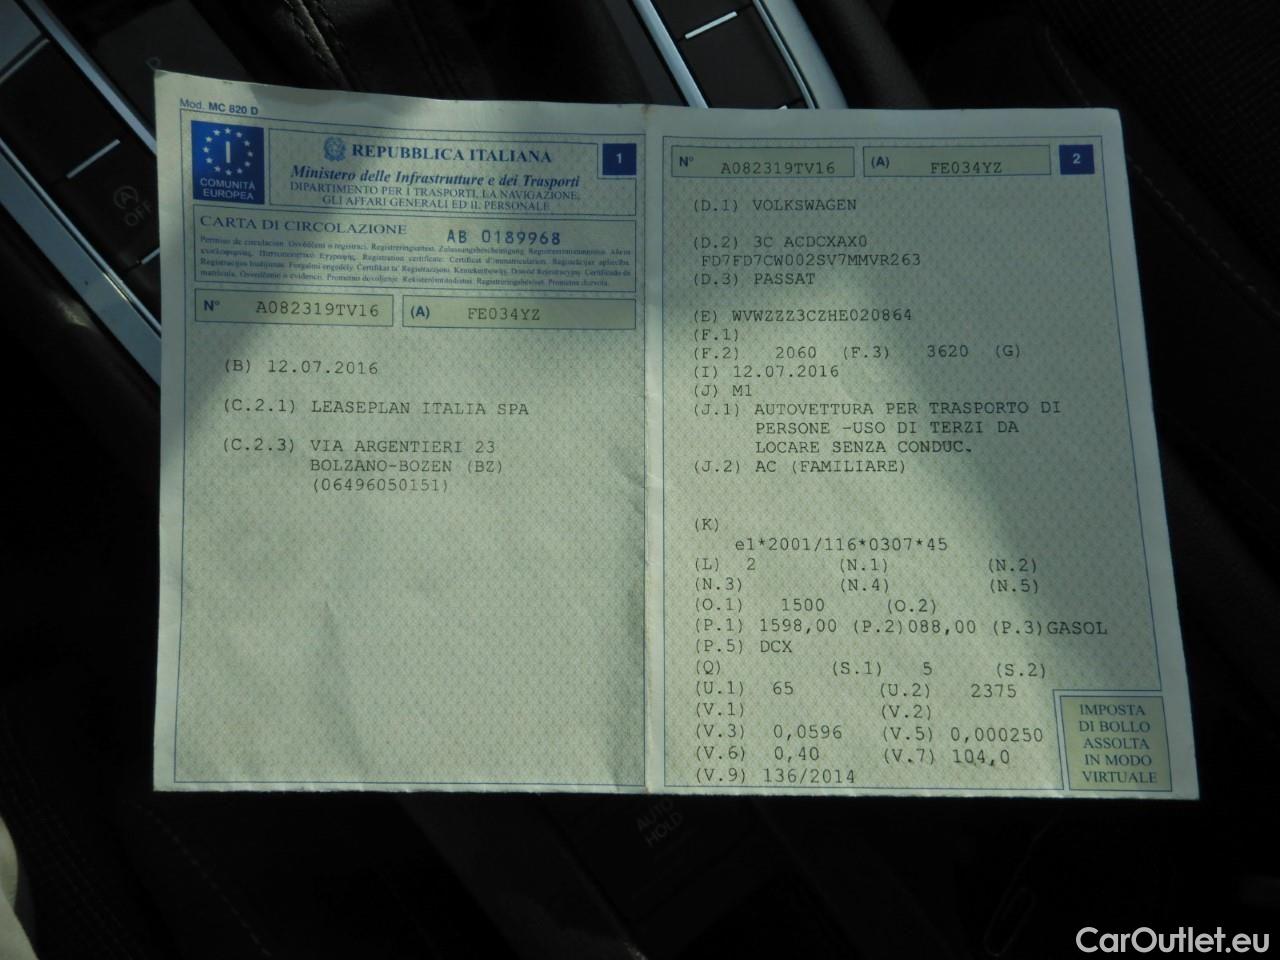 Mod. MC 820 D
I
COMUNITÀ
EUROPEA
REPUBBLICA ITALIANA
Ministero delle Infrastrutture e dei Trasporti
DIPARTIMENTO PER I TRASPORTI, LA NAVIGAZIONE,
GLI AFFARI GENERALI ED IL PERSONALE
1
CARTA DI CIRCOLAZIONE
AB 0189968
N° A082319TV16 (A) FE034YZ
(B) 12.07.2016
(C.2.1) LEASEPLAN ITALIA SPA
(C.2.3) VIA ARGENTIERI 23
BOLZANO-BOZEN (BZ)
(06496050151)
N° A082319TV16 (A) FE034YZ
2
(D.1) VOLKSWAGEN
(D.2) 3C ACDCXAX0
FD7FD7CW002SV7MMVR263
(D.3) PASSAT
(E) WVWZZZ3CZHE020864
(F.1)
(F.2) 2060 (F.3) 3620 (G)
(I) 12.07.2016
(J) M1
(J.1) AUTOVETTURA PER TRASPORTO DI
PERSONE -USO DI TERZI DA
LOCARE SENZA CONDUC.
(J.2) AC (FAMILIARE)
(K)
e1*2001/116*0307*45
(L) 2 (N.1) (N.2)
(N.3) (N.4) (N.5)
(O.1) 1500 (O.2)
(P.1) 1598,00 (P.2)088,00 (P.3)GASOL
(P.5) DCX
(Q) (S.1) 5 (S.2)
(U.1) 65 (U.2) 2375
(V.1) (V.2)
(V.3) 0,0596 (V.5) 0,000250
(V.6) 0,40 (V.7) 104,0
(V.9) 136/2014
IMPOSTA
DI BOLLO
ASSOLTA
IN MODO
VIRTUALE
P
(A)
OFF
AUTO
HOLD
CarOutlet.eu